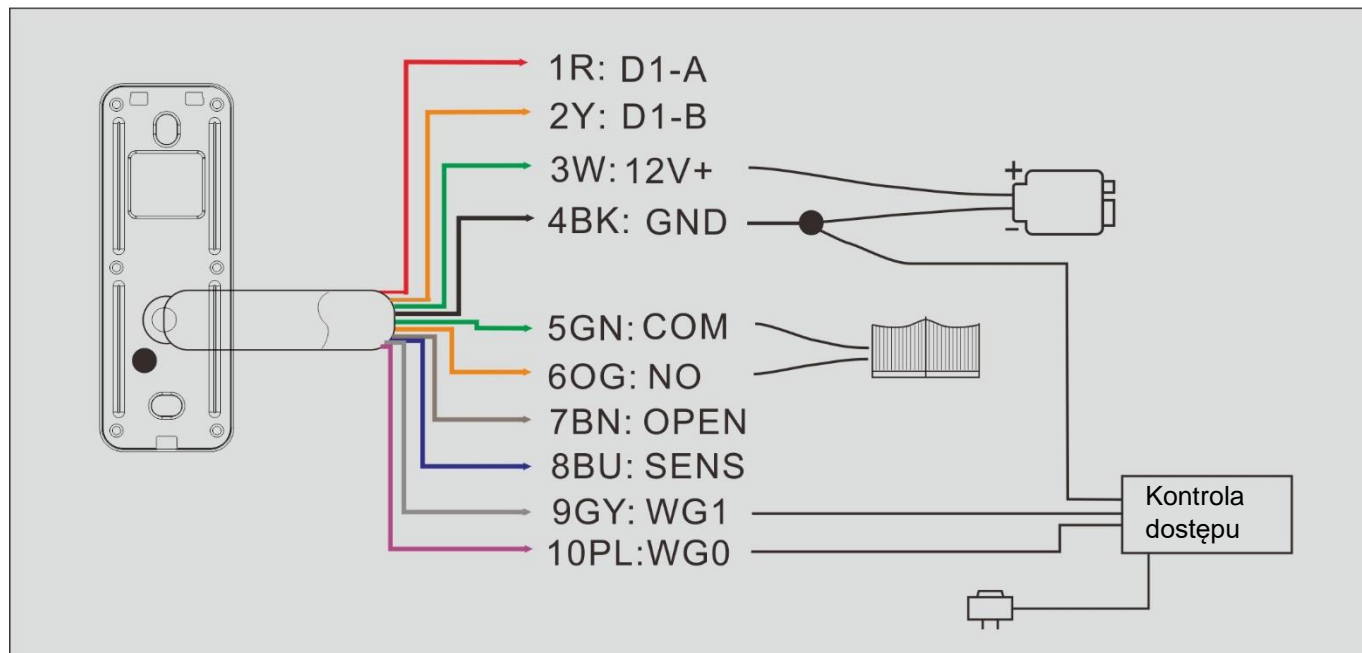 1R: D1-A
2Y: D1-B
3W: 12V+
4BK: GND
+
−
5GN: COM
6OG: NO
7BN: OPEN
8BU: SENS
9GY: WG1
10PL:WG0
Kontrola
dostępu